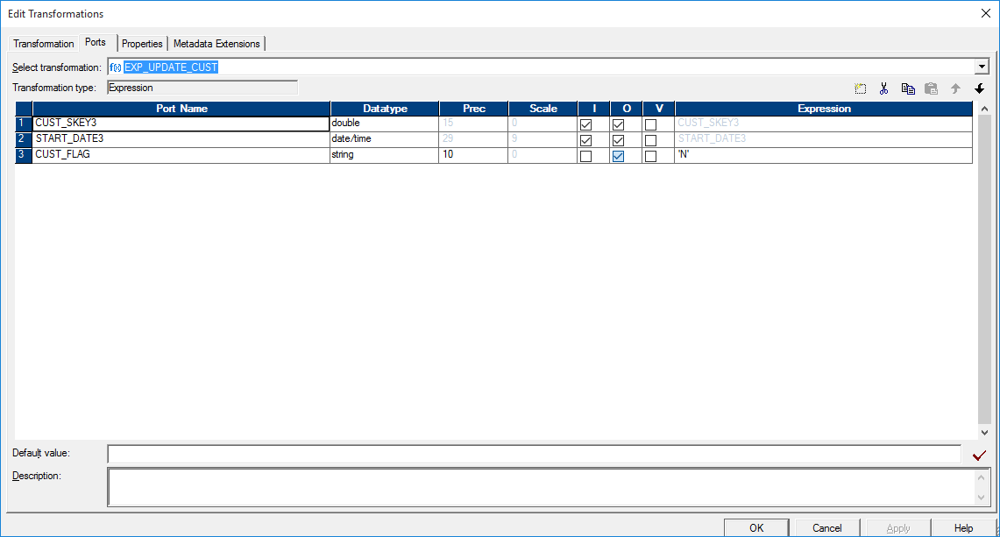 Edit Transformations
Transformation Ports Properties Metadata Extensions
Select transformation: f(x) EXP_UPDATE_CUST
Transformation type: Expression
Port Name Datatype Prec Scale I O V Expression
1 CUST_SKEY3 double 15 0 CUST_SKEY3
2 START_DATE3 date/time 29 9 START_DATE3
3 CUST_FLAG string 10 0 'N'
Default value:
Description:
OK Cancel Apply Help